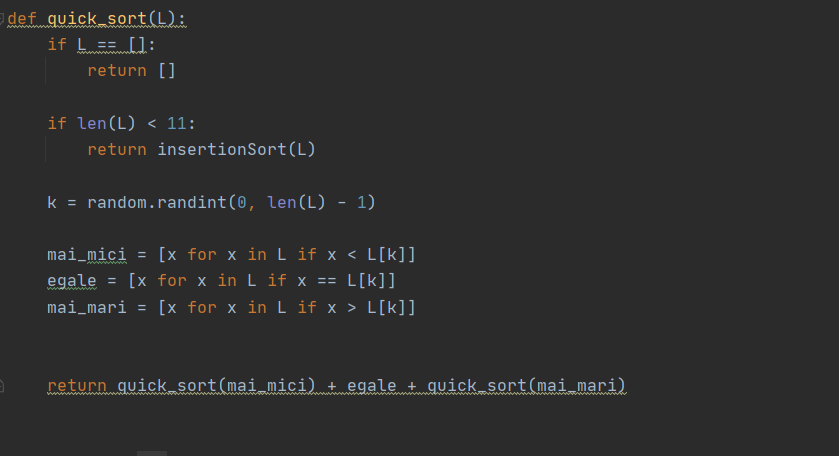 def quick_sort(L):
    if L == []:
        return []
    if len(L) < 11:
        return insertionSort(L)
    k = random.randint(0, len(L) - 1)
    mai_mici = [x for x in L if x < L[k]]
    egale = [x for x in L if x == L[k]]
    mai_mari = [x for x in L if x > L[k]]
    return quick_sort(mai_mici) + egale + quick_sort(mai_mari)